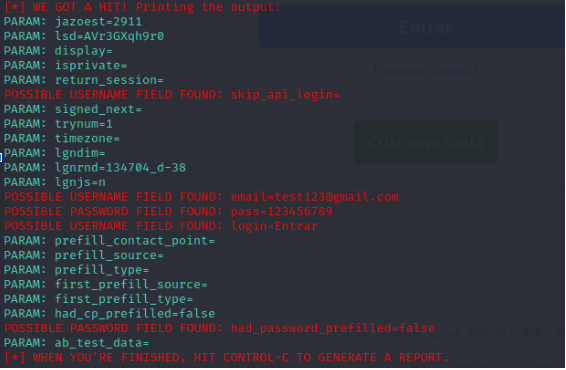 [*] WE GOT A HIT! Printing the output:
PARAM: jazoest=2911
PARAM: lsd=AVr3GXqh9r0
PARAM: display=
PARAM: isprivate=
PARAM: return_session=
POSSIBLE USERNAME FIELD FOUND: skip_api_login=
PARAM: signed_next=
PARAM: trynum=1
PARAM: timezone=
PARAM: lgndim=
PARAM: lgnrnd=134704_d-38
PARAM: lgnjs=n
POSSIBLE USERNAME FIELD FOUND: email=test123@gmail.com
POSSIBLE PASSWORD FIELD FOUND: pass=123456789
POSSIBLE USERNAME FIELD FOUND: login=Entrar
PARAM: prefill_contact_point=
PARAM: prefill_source=
PARAM: prefill_type=
PARAM: first_prefill_source=
PARAM: first_prefill_type=
PARAM: had_cp_prefilled=false
POSSIBLE PASSWORD FIELD FOUND: had_password_prefilled=false
PARAM: ab_test_data=
[*] WHEN YOU'RE FINISHED, HIT CONTROL-C TO GENERATE A REPORT.
Entrar
Esqueceu a conta?
Criar nova conta